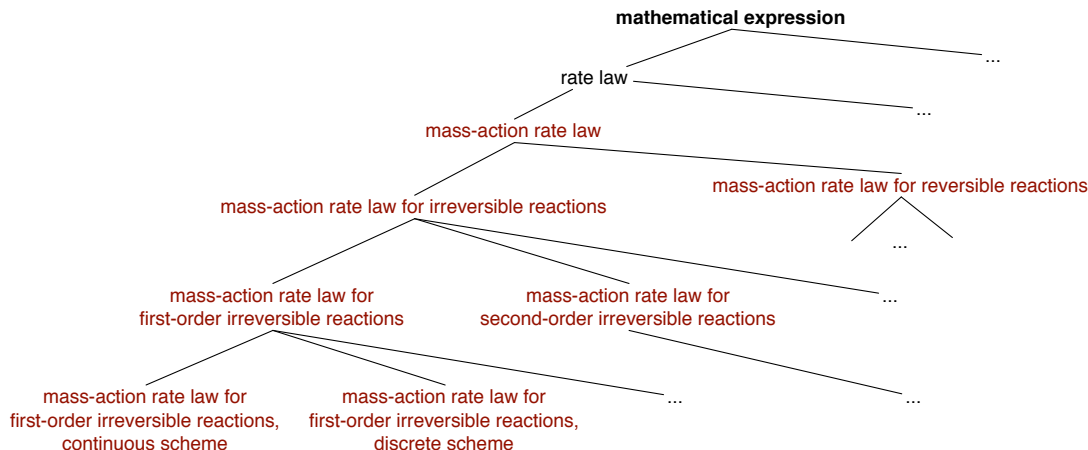 mathematical expression
...
rate law
...
mass-action rate law
mass-action rate law for reversible reactions
mass-action rate law for irreversible reactions
...
mass-action rate law for
first-order irreversible reactions
mass-action rate law for
second-order irreversible reactions
...
mass-action rate law for
first-order irreversible reactions,
continuous scheme
mass-action rate law for
first-order irreversible reactions,
discrete scheme
...
...